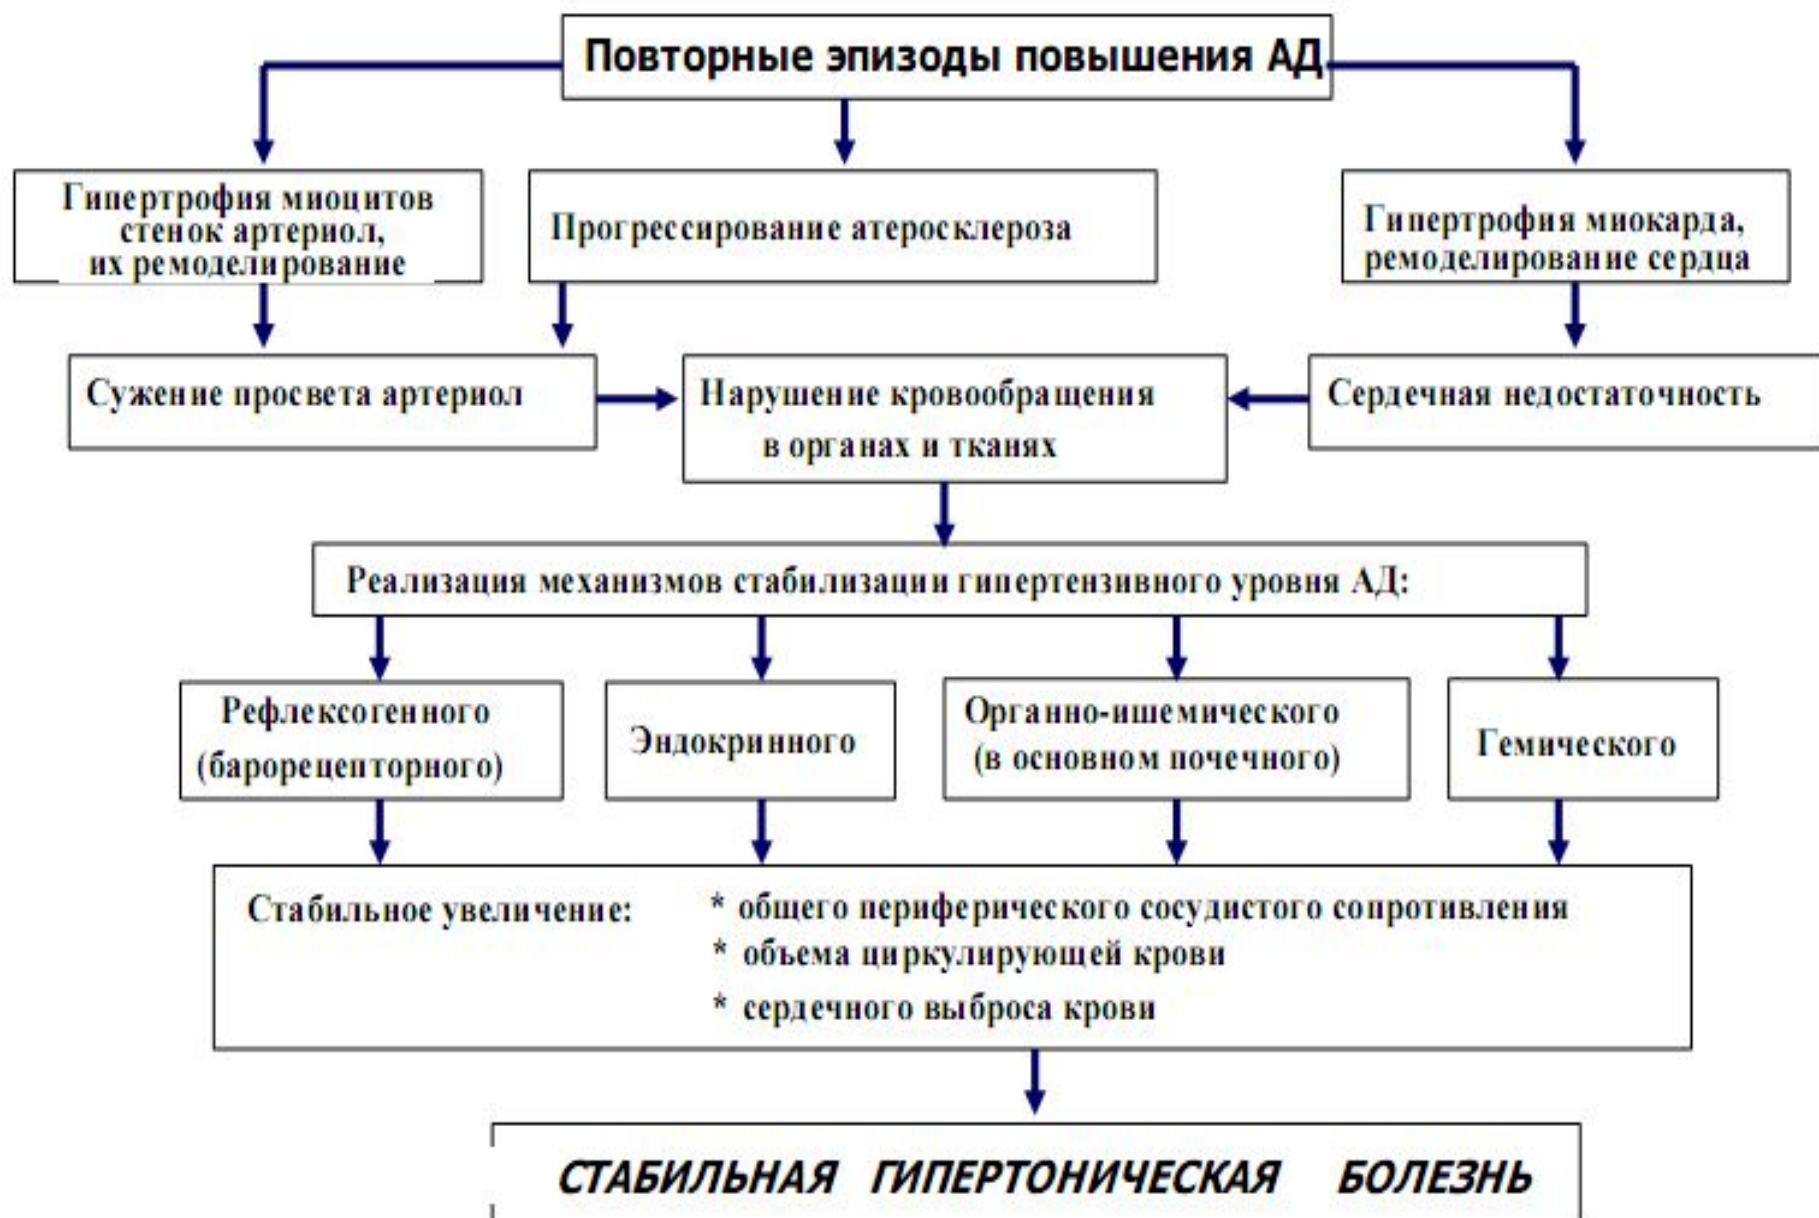 Повторные эпизоды повышения АД
Гипертрофия миоцитов
стенок артериол,
их ремоделирование
Прогрессирование атеросклероза
Гипертрофия миокарда,
ремоделирование сердца
Сужение просвета артериол
Нарушение кровообращения
в органах и тканях
Сердечная недостаточность
Реализация механизмов стабилизации гипертензивного уровня АД:
Рефлексогенного
(барорецепторного)
Эндокринного
Органно-ишемического
(в основном почечного)
Гемического
Стабильное увеличение: * общего периферического сосудистого сопротивления
* объема циркулирующей крови
* сердечного выброса крови
СТАБИЛЬНАЯ ГИПЕРТОНИЧЕСКАЯ БОЛЕЗНЬ